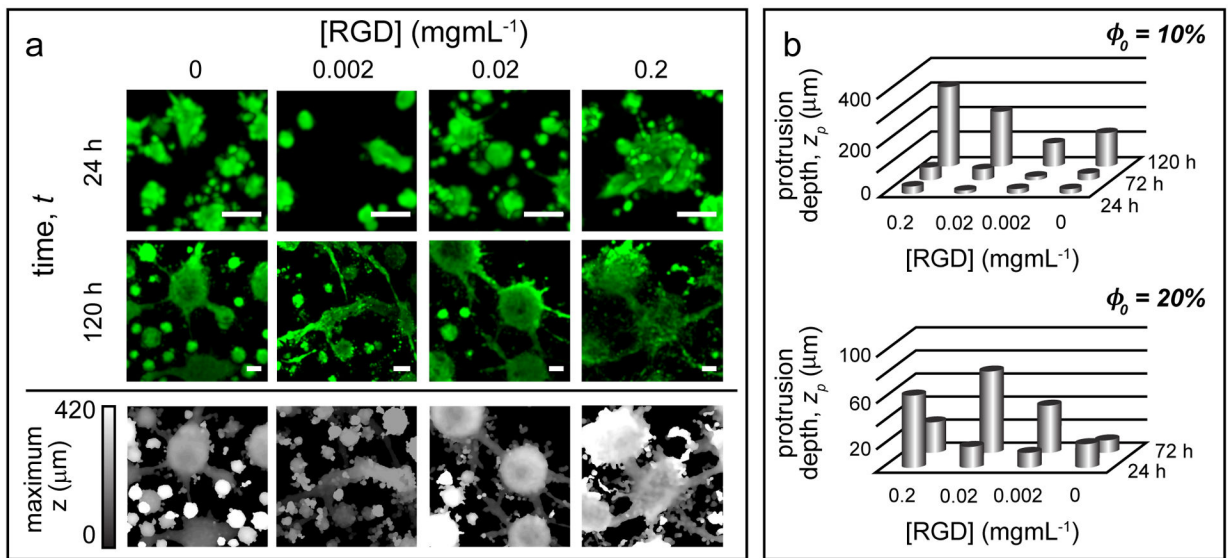 a
[RGD] (mgmL⁻¹)
0 0.002 0.02 0.2
time, t
24 h
120 h
maximum
z (μm)
420
0
b
ϕ₀ = 10%
protrusion
depth, zₚ (μm)
400
200
0
120 h
72 h
24 h
0.2 0.02 0.002 0
[RGD] (mgmL⁻¹)
ϕ₀ = 20%
protrusion
depth, zₚ (μm)
100
60
20
72 h
24 h
0.2 0.02 0.002 0
[RGD] (mgmL⁻¹)